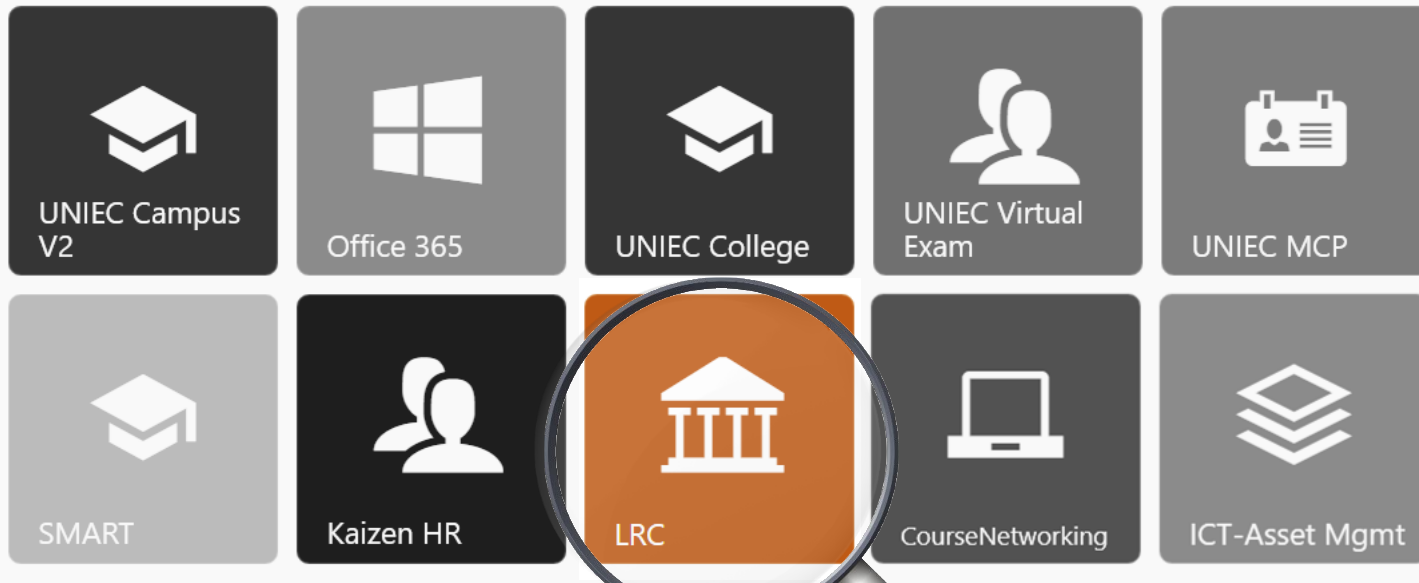 UNIEC Campus
V2
Office 365
UNIEC College
UNIEC Virtual
Exam
UNIEC MCP
SMART
Kaizen HR
LRC
CourseNetworking
ICT-Asset Mgmt